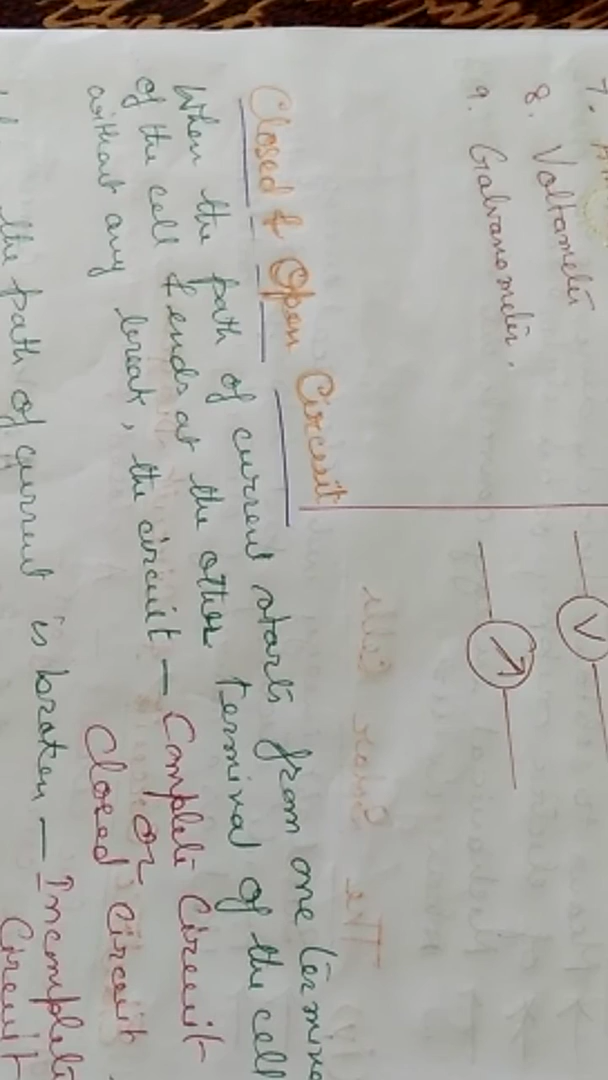 7.
8. Voltameter
V
9. Galvanometer.
Closed & Open Circuit
When the path of current starts from one
of the cell & ends at the other terminal of the cell
without any break, the circuit — Complete Circuit
or
Closed Circuit
the path of current is broken — Incomplete
Circuit